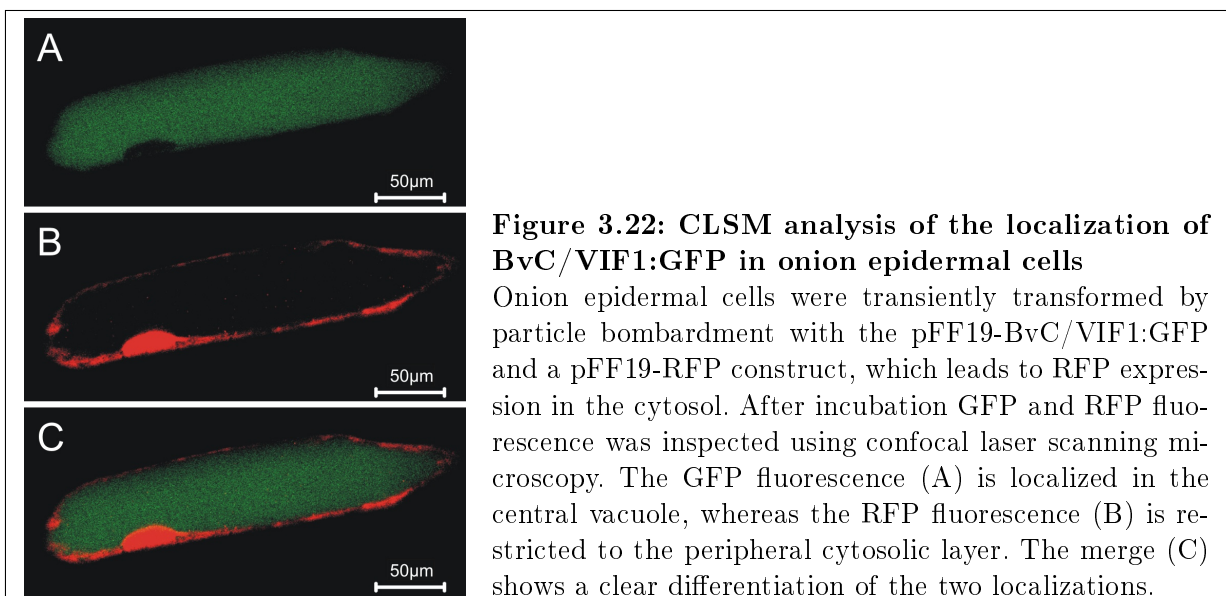 A
50µm
B
50µm
C
50µm
Figure 3.22: CLSM analysis of the localization of
BvC/VIF1:GFP in onion epidermal cells
Onion epidermal cells were transiently transformed by
particle bombardment with the pFF19-BvC/VIF1:GFP
and a pFF19-RFP construct, which leads to RFP expres-
sion in the cytosol. After incubation GFP and RFP fluo-
rescence was inspected using confocal laser scanning mi-
croscopy. The GFP fluorescence (A) is localized in the
central vacuole, whereas the RFP fluorescence (B) is re-
stricted to the peripheral cytosolic layer. The merge (C)
shows a clear differentiation of the two localizations.